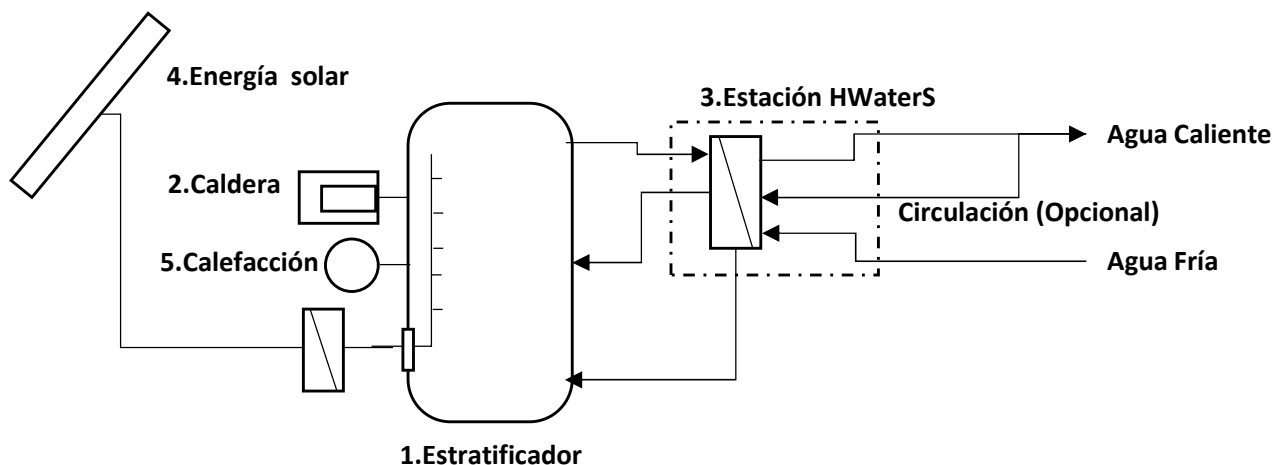 4.Energía solar
3.Estación HWaterS
Agua Caliente
2.Caldera
Circulación (Opcional)
5.Calefacción
Agua Fría
1.Estratificador